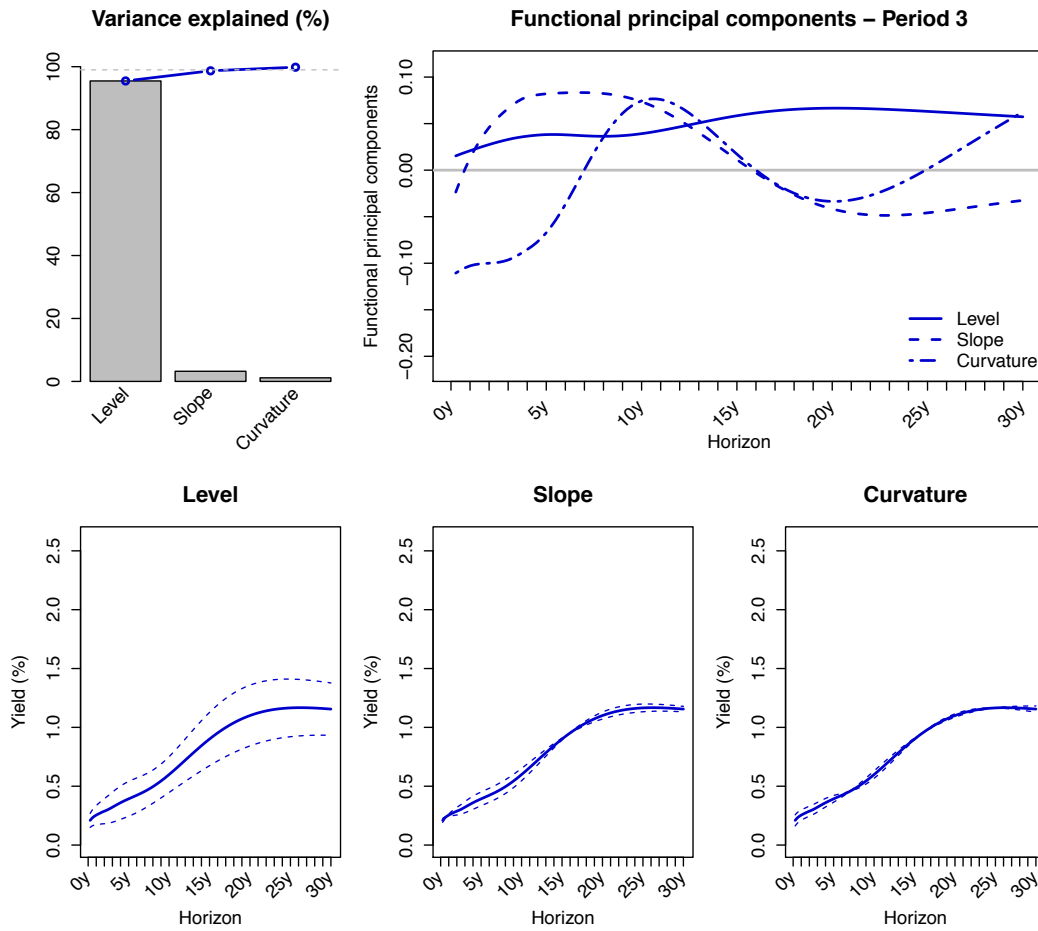 Variance explained (%)
0
20
40
60
80
100
Level
Slope
Curvature
Functional principal components – Period 3
Functional principal components
−0.20
−0.10
0.00
0.10
Level
Slope
Curvature
0y
5y
10y
15y
20y
25y
30y
Horizon
Level
Yield (%)
0.0
0.5
1.0
1.5
2.0
2.5
0y
5y
10y
15y
20y
25y
30y
Horizon
Slope
Yield (%)
0.0
0.5
1.0
1.5
2.0
2.5
0y
5y
10y
15y
20y
25y
30y
Horizon
Curvature
Yield (%)
0.0
0.5
1.0
1.5
2.0
2.5
0y
5y
10y
15y
20y
25y
30y
Horizon